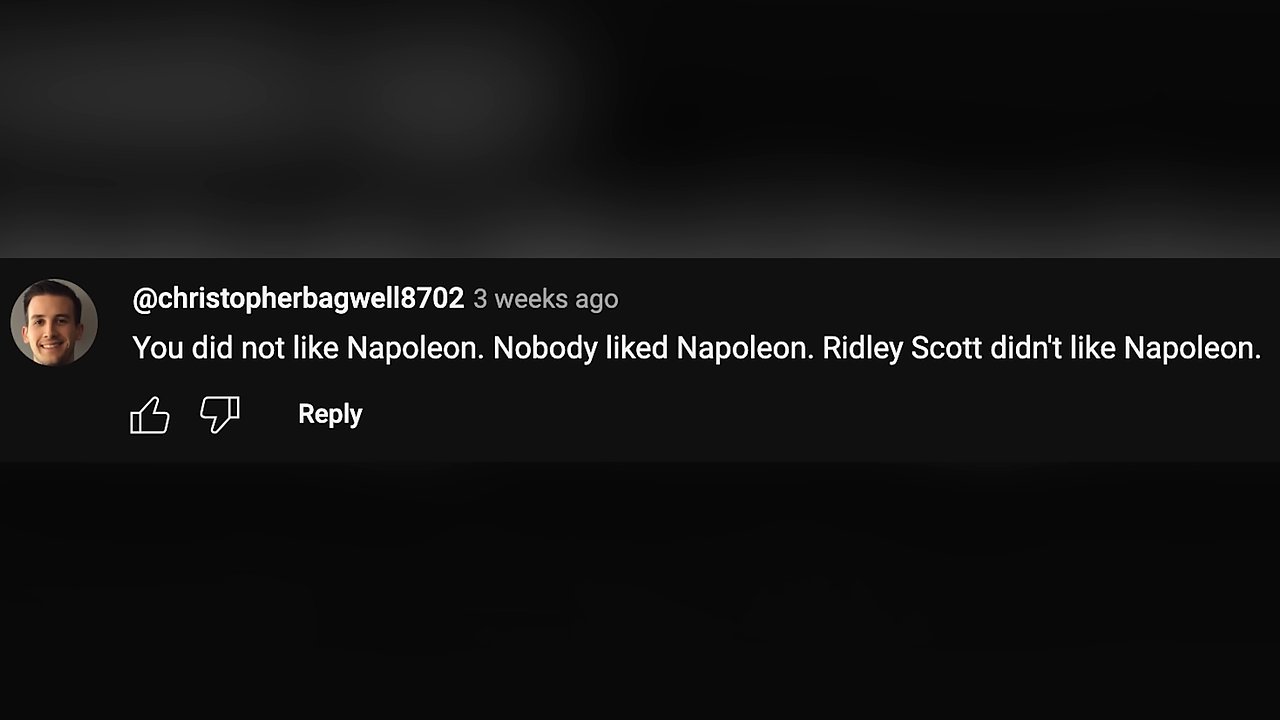 @christopherbagwell8702 3 weeks ago
You did not like Napoleon. Nobody liked Napoleon. Ridley Scott didn't like Napoleon.
Reply